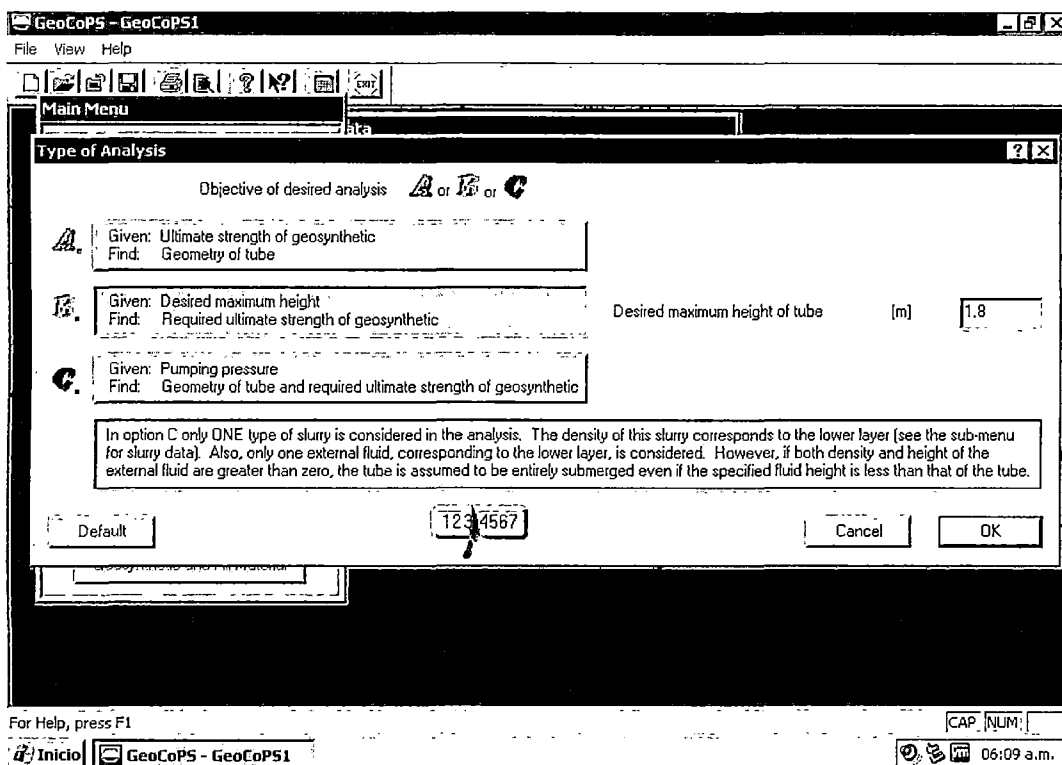 GeoCoPS - GeoCoPS1
File View Help
EXIT
Main Menu
Type of Analysis
Objective of desired analysis A or B or C
A. Given: Ultimate strength of geosynthetic
Find: Geometry of tube
B. Given: Desired maximum height
Find: Required ultimate strength of geosynthetic
Desired maximum height of tube [m] 1.8
C. Given: Pumping pressure
Find: Geometry of tube and required ultimate strength of geosynthetic
In option C only ONE type of slurry is considered in the analysis. The density of this slurry corresponds to the lower layer (see the sub-menu
for slurry data). Also, only one external fluid, corresponding to the lower layer, is considered. However, if both density and height of the
external fluid are greater than zero, the tube is assumed to be entirely submerged even if the specified fluid height is less than that of the tube.
Default 123 4567 Cancel OK
Geosynthetic and Fill Material
For Help, press F1 CAP NUM
Inicio GeoCoPS - GeoCoPS1 06:09 a.m.